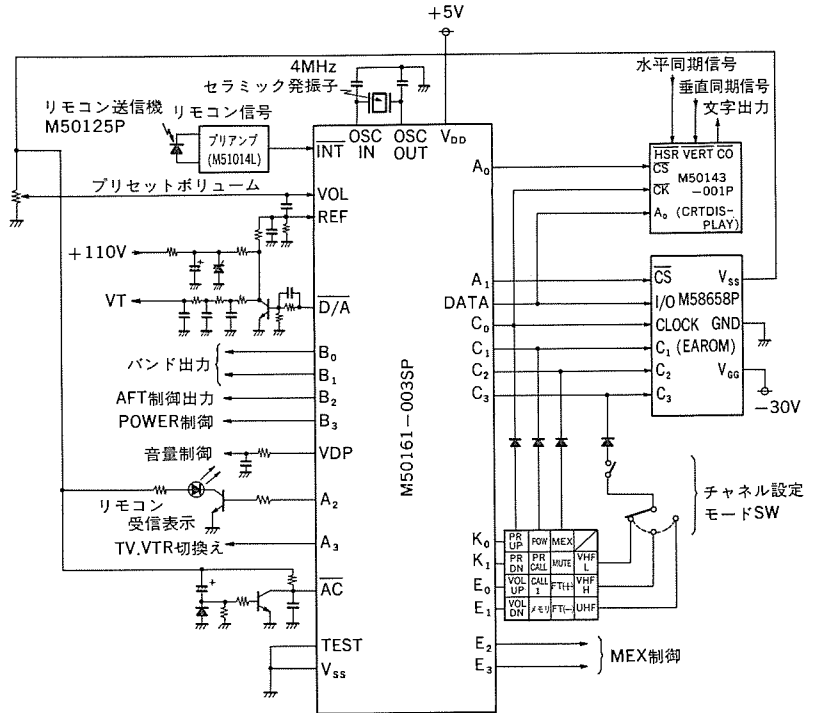 +5V
4MHz
セラミック発振子
水平同期信号
垂直同期信号
文字出力
リモコン送信機
M50125P
リモコン信号
プリアンプ
(M51014L)
INT
OSC IN
OSC OUT
VDD
A0
HSR VERT CO
CS
M50143
-001P
CK
A0 (CRTDIS-
PLAY)
プリセットボリューム
VOL
REF
+110V
VT
D/A
A1
DATA
C0
C1
C2
C3
CS
VSS
I/O M58658P
CLOCK GND
C1 (EAROM)
C2
VGG
C3
-30V
バンド出力
B0
B1
AFT制御出力
B2
POWER制御
B3
音量制御
VDP
M50161-003SP
リモコン
受信表示
A2
TV.VTR切換え
A3
AC
TEST
VSS
チャネル設定
モードSW
K0
K1
E0
E1
PR UP
POW
MEX
PR DN
PR CALL
MUTE
VHF L
VOL UP
CALL 1
FT(+)
VHF H
VOL DN
メモリ
FT(-)
UHF
E2
E3
MEX制御